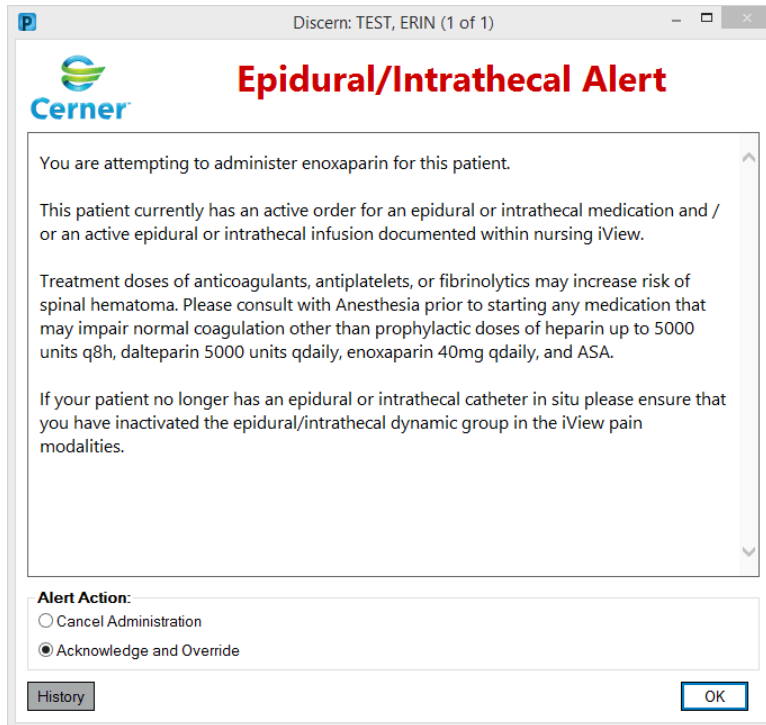 P
Discern: TEST, ERIN (1 of 1)
Cerner
Epidural/Intrathecal Alert
You are attempting to administer enoxaparin for this patient.
This patient currently has an active order for an epidural or intrathecal medication and /
or an active epidural or intrathecal infusion documented within nursing iView.
Treatment doses of anticoagulants, antiplatelets, or fibrinolytics may increase risk of
spinal hematoma. Please consult with Anesthesia prior to starting any medication that
may impair normal coagulation other than prophylactic doses of heparin up to 5000
units q8h, dalteparin 5000 units qdaily, enoxaparin 40mg qdaily, and ASA.
If your patient no longer has an epidural or intrathecal catheter in situ please ensure that
you have inactivated the epidural/intrathecal dynamic group in the iView pain
modalities.
Alert Action:
Cancel Administration
Acknowledge and Override
History
OK